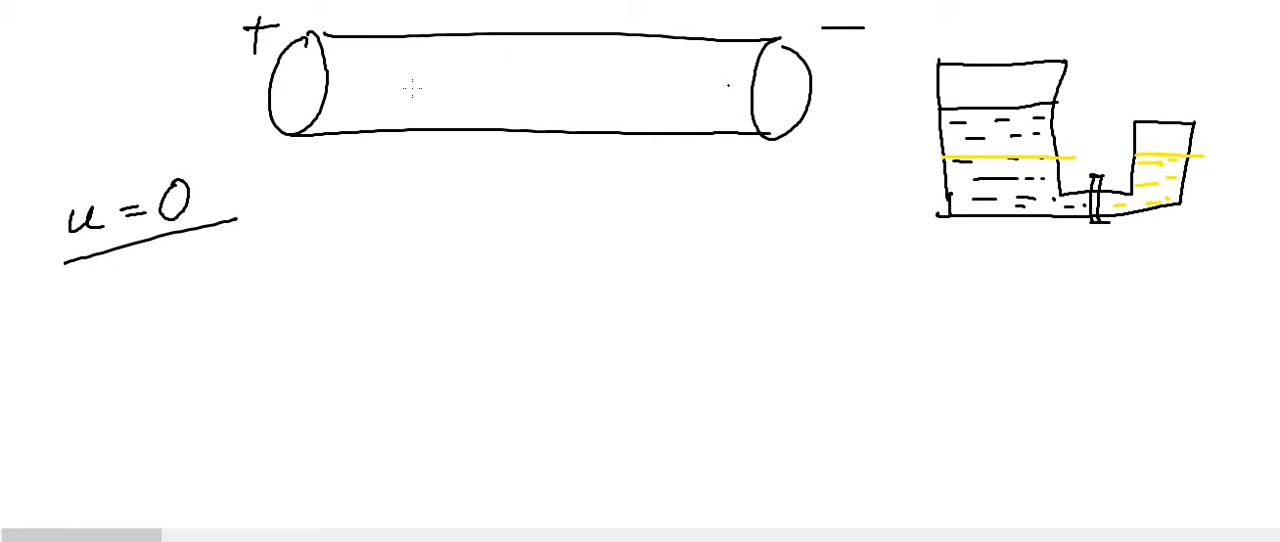 + −
u = 0